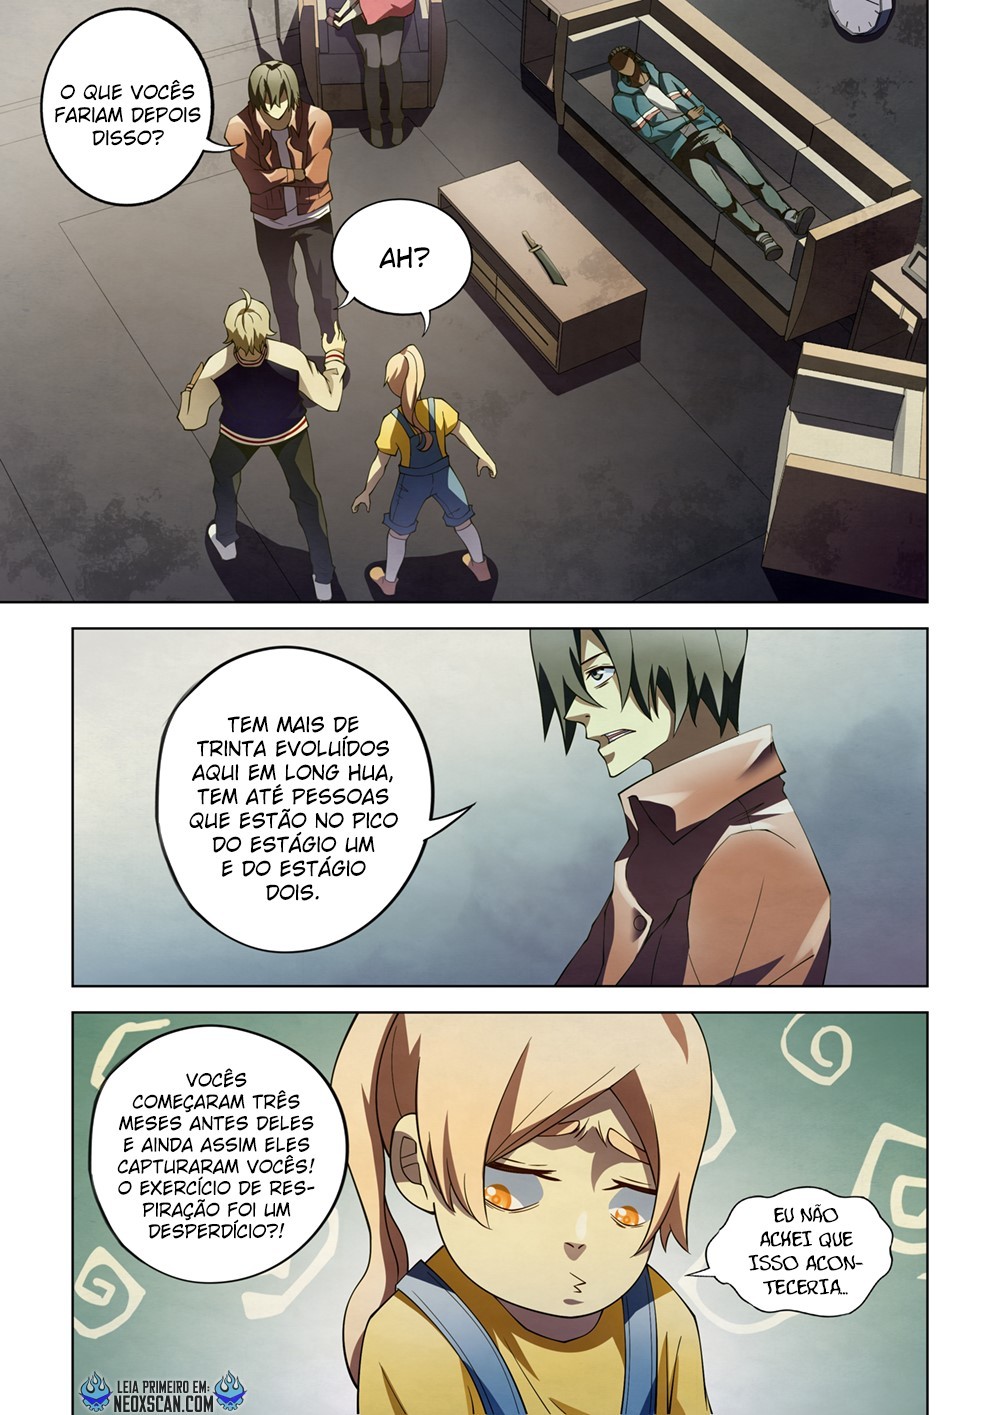 O QUE VOCÊS
FARIAM DEPOIS
DISSO?
AH?
TEM MAIS DE
TRINTA EVOLUÍDOS
AQUI EM LONG HUA,
TEM ATÉ PESSOAS
QUE ESTÃO NO PICO
DO ESTÁGIO UM
E DO ESTÁGIO
DOIS.
VOCÊS
COMEÇARAM TRÊS
MESES ANTES DELES
E AINDA ASSIM ELES
CAPTURARAM VOCÊS!
O EXERCÍCIO DE RES-
PIRAÇÃO FOI UM
DESPERDÍCIO?!
EU NÃO
ACHEI QUE
ISSO ACON-
TECERIA...
LEIA PRIMEIRO EM:
NEOXSCAN.COM